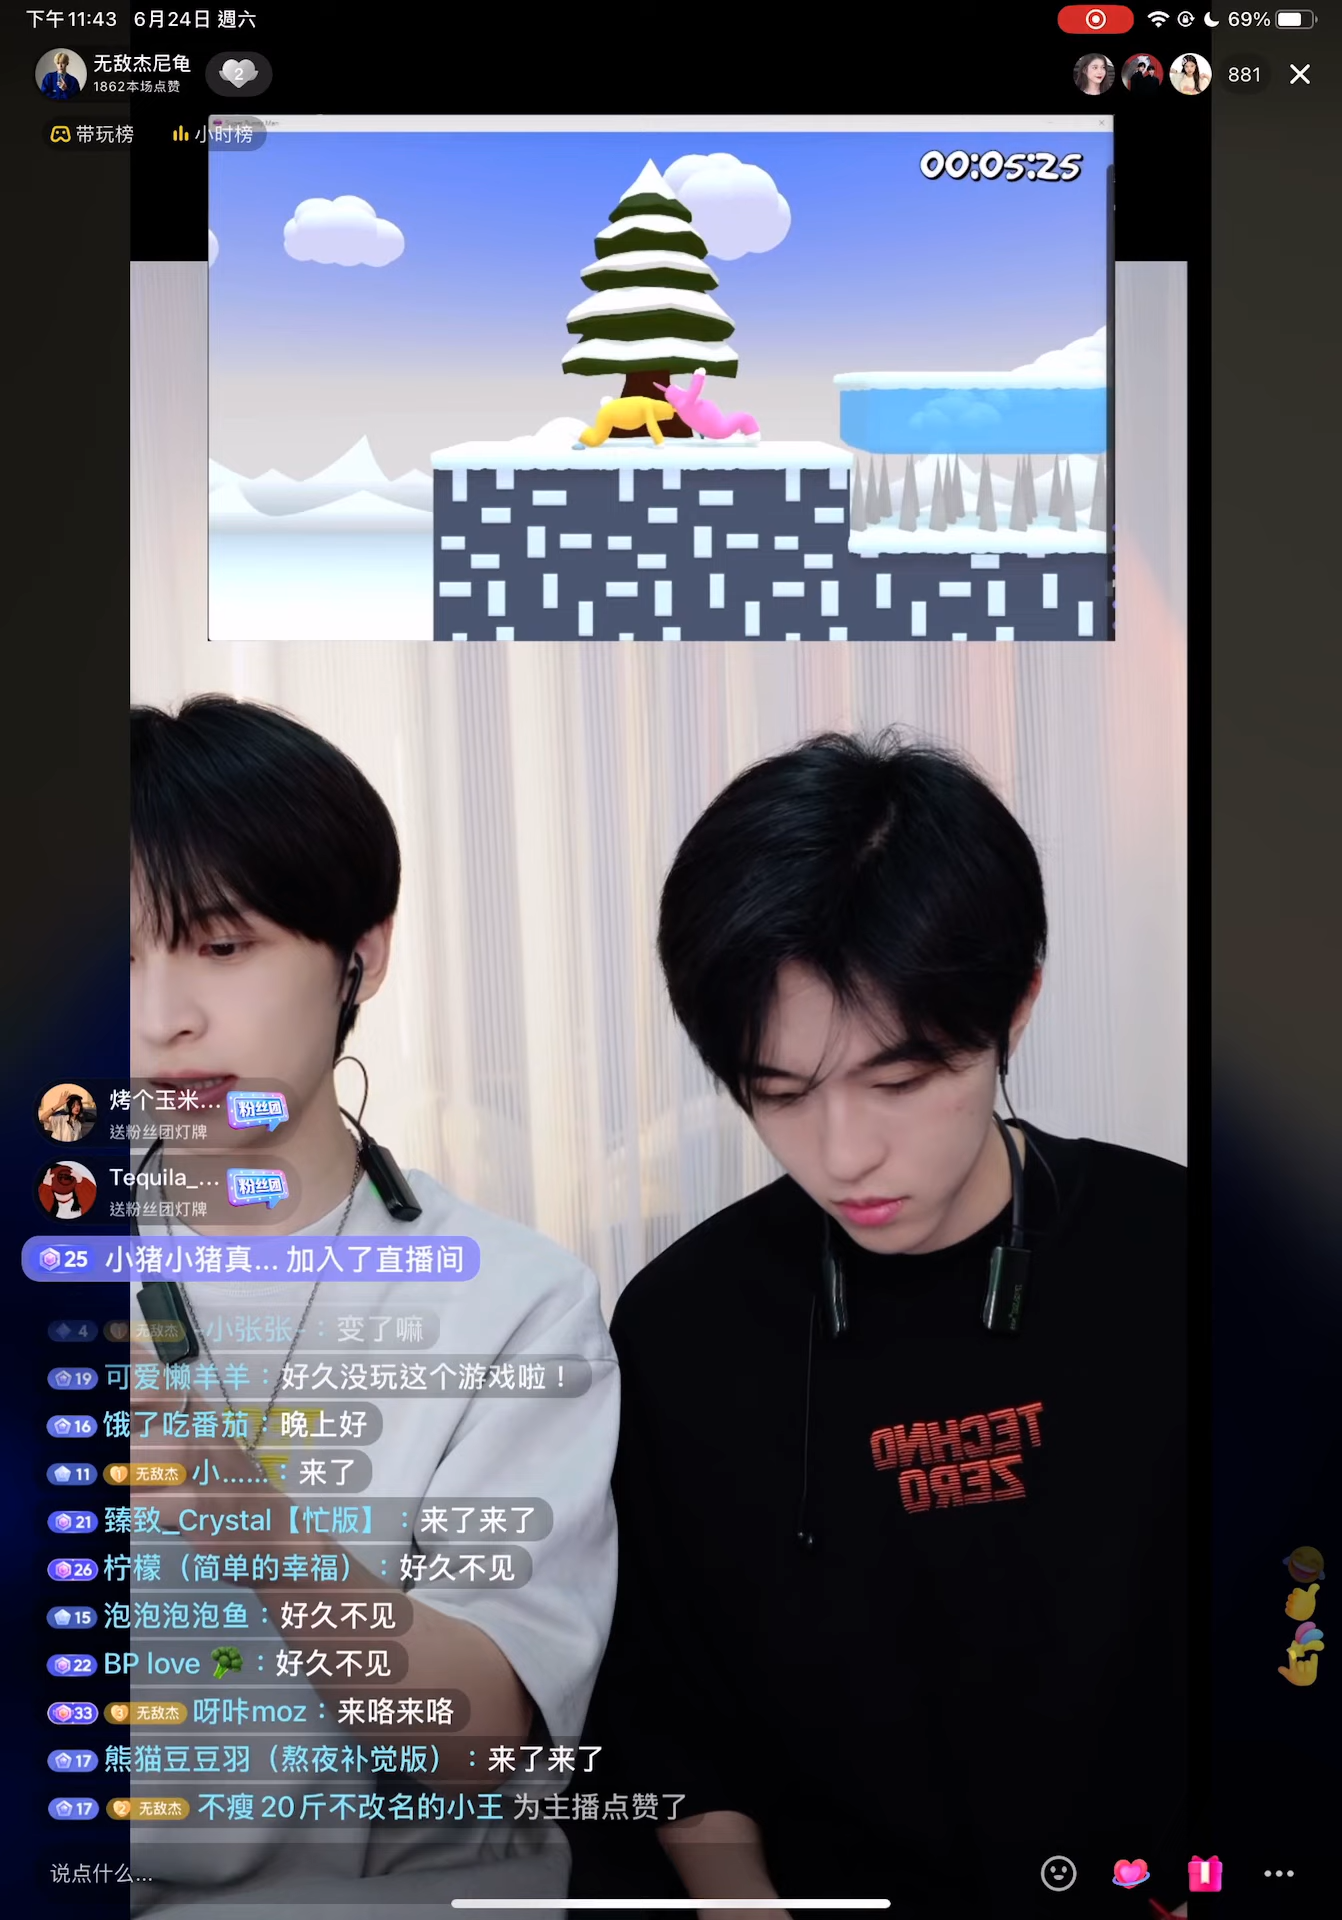 下午11:43 6月24日 週六
69%
无敌杰尼龟
1862本场点赞
2
881
带玩榜
小时榜
00:05:25
烤个玉米...
送粉丝团灯牌
粉丝团
Tequila_...
送粉丝团灯牌
粉丝团
25 小猪小猪真... 加入了直播间
4 无敌杰 -小张张-：变了嘛
19 可爱懒羊羊：好久没玩这个游戏啦！
16 饿了吃番茄：晚上好
11 1 无敌杰 小......：来了
21 臻致_Crystal【忙版】：来了来了
26 柠檬（简单的幸福）：好久不见
15 泡泡泡泡鱼：好久不见
22 BP love 🥦：好久不见
33 3 无敌杰 呀咔moz：来咯来咯
17 熊猫豆豆羽（熬夜补觉版）：来了来了
17 2 无敌杰 不瘦20斤不改名的小王 为主播点赞了
TECHNO
ZERO
说点什么...